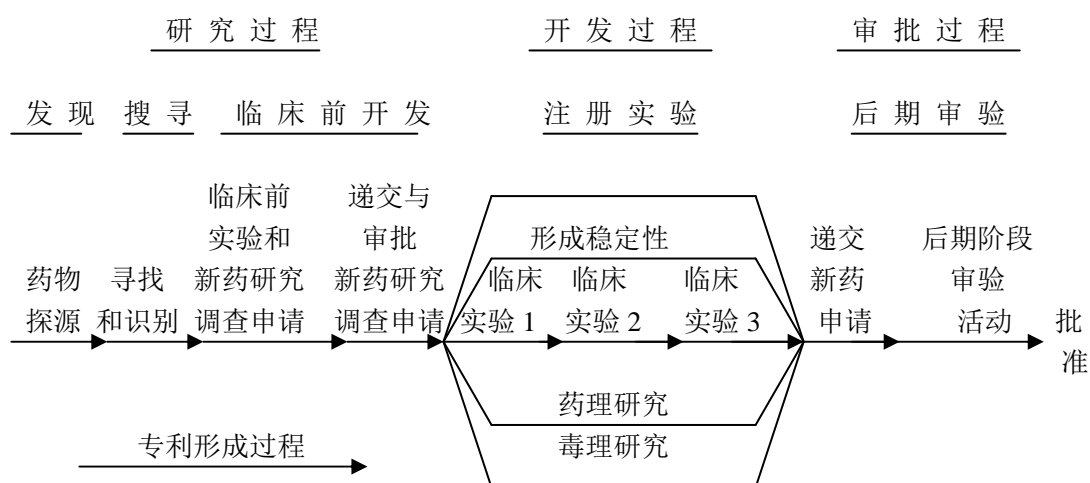 研 究 过 程 开 发 过 程 审 批 过 程
发 现 搜 寻 临 床 前 开 发 注 册 实 验 后 期 审 验
临床前 递交与
实验和 审批 形成稳定性 递交 后期阶段
药物 寻找 新药研究 新药研究 临床 临床 临床 新药 审验
探源 和识别 调查申请 调查申请 实验 1 实验 2 实验 3 申请 活动 批
准
药理研究
专利形成过程 毒理研究